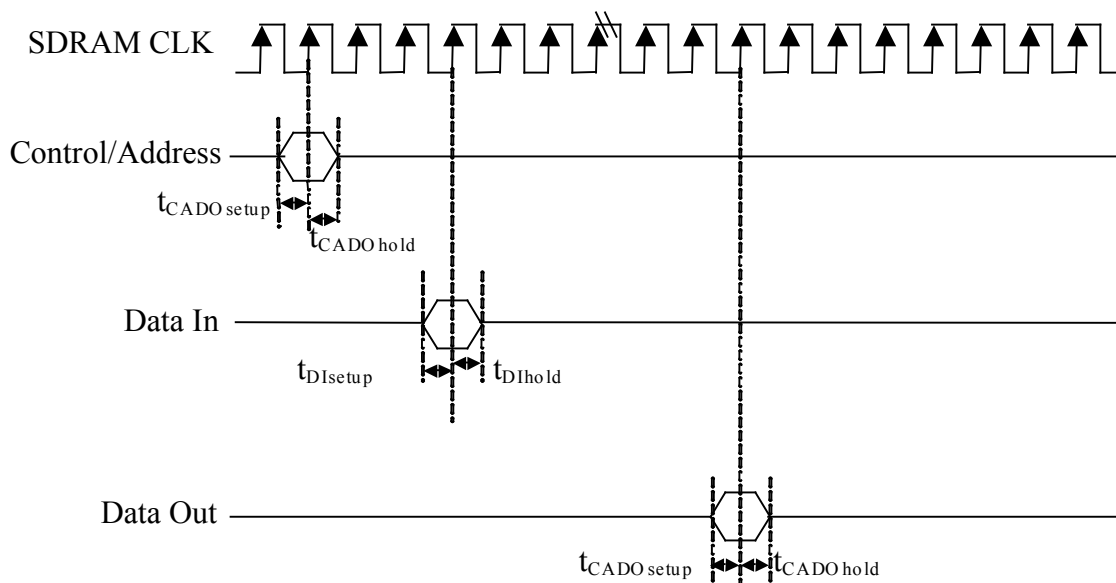 SDRAM CLK
Control/Address
tCADO setup
tCADO hold
Data In
tDIsetup
tDIhold
Data Out
tCADO setup
tCADO hold